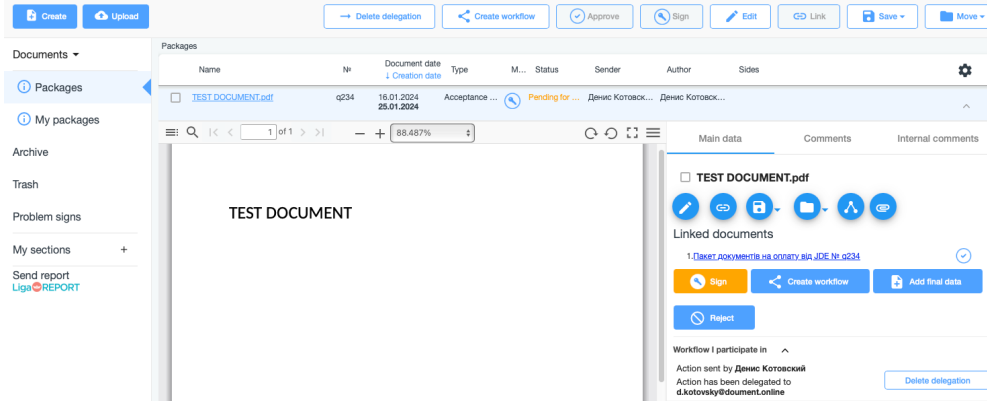 Create
Upload
Delete delegation
Create workflow
Approve
Sign
Edit
Link
Save
Move
Documents
Packages
My packages
Archive
Trash
Problem signs
My sections +
Send report
Liga REPORT
Packages
Name № Document date ↓ Creation date Type M... Status Sender Author Sides
TEST DOCUMENT.pdf q234 16.01.2024 25.01.2024 Acceptance ... Pending for ... Денис Котовск... Денис Котовск...
1 of 1 88.487%
TEST DOCUMENT
Main data Comments Internal comments
TEST DOCUMENT.pdf
Linked documents
1.Пакет документів на оплату від JDE № q234
Sign Create workflow Add final data
Reject
Workflow I participate in
Action sent by Денис Котовский
Action has been delegated to
d.kotovsky@doument.online
Delete delegation